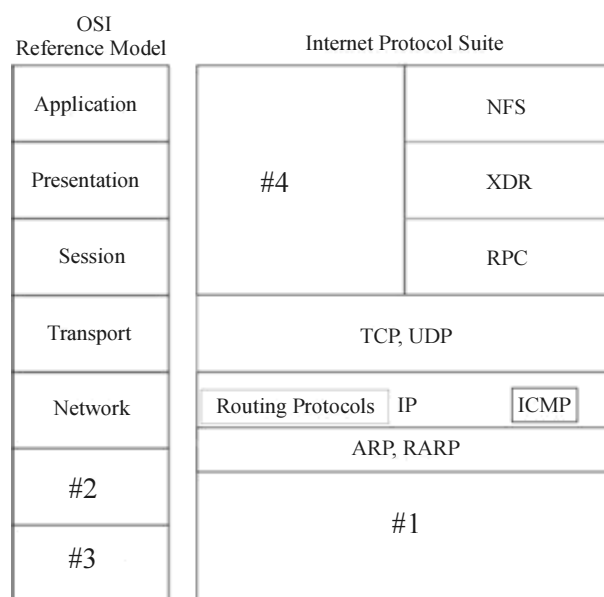 OSI
Reference Model
Internet Protocol Suite
Application
NFS
Presentation
#4
XDR
Session
RPC
Transport
TCP, UDP
Network
Routing Protocols IP ICMP
ARP, RARP
#2
#1
#3